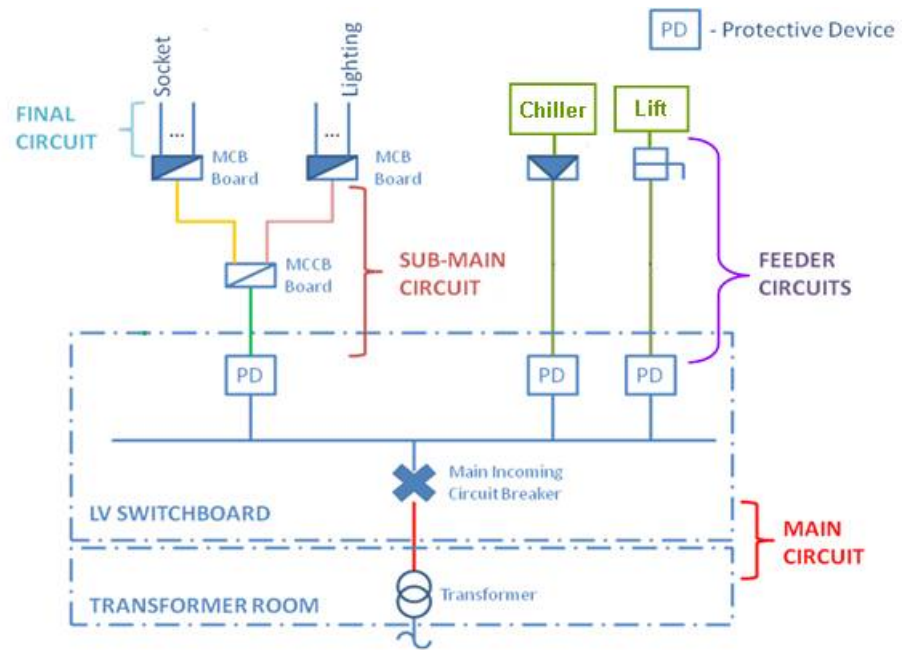 PD - Protective Device
Socket
Lighting
Chiller
Lift
FINAL
CIRCUIT
...
...
MCB
Board
MCB
Board
SUB-MAIN
CIRCUIT
FEEDER
CIRCUITS
MCCB
Board
PD
PD
PD
Main Incoming
Circuit Breaker
LV SWITCHBOARD
MAIN
CIRCUIT
Transformer
TRANSFORMER ROOM